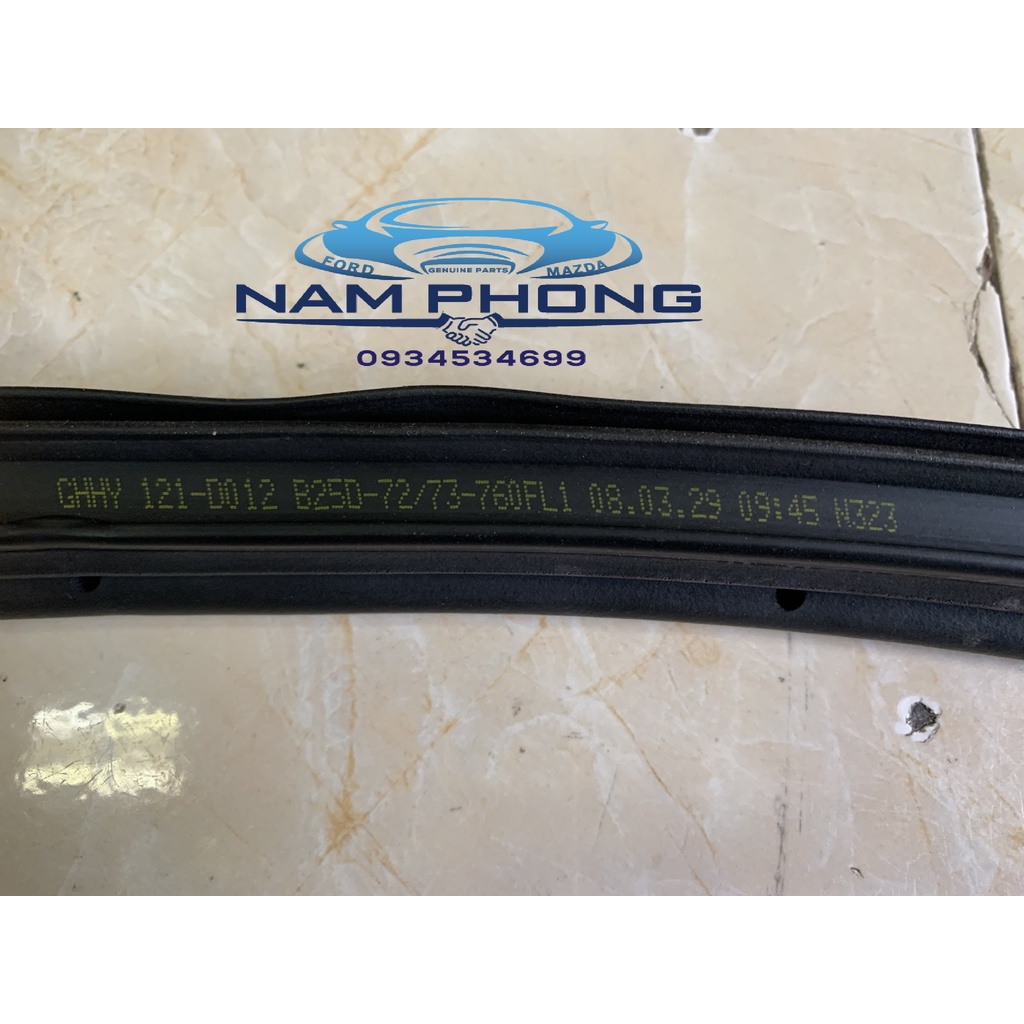 FORD GENUINE PARTS MAZDA
NAM PHONG
0934534699
GHHY 121-D012 B25D-72/73-760FL1 08.03.29 09:45 N323